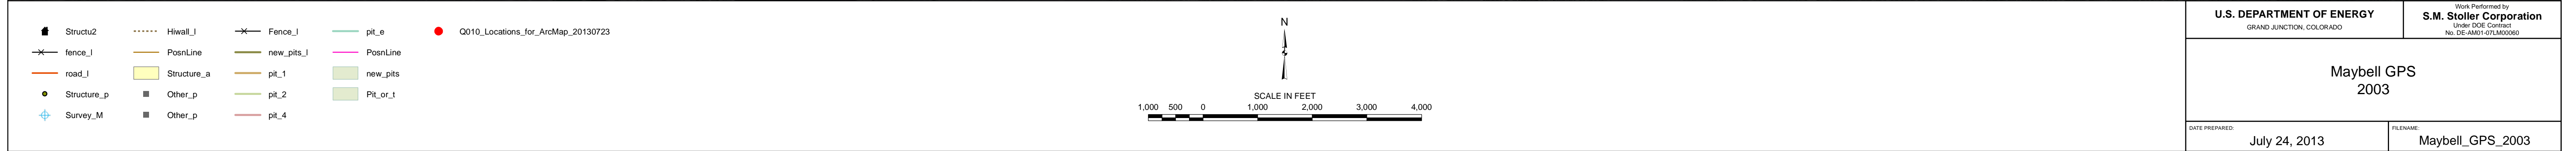 Structu2
fence_l
road_l
Structure_p
Survey_M
Hiwall_l
PosnLine
Structure_a
Other_p
Other_p
Fence_l
new_pits_l
pit_1
pit_2
pit_4
pit_e
PosnLine
new_pits
Pit_or_t
Q010_Locations_for_ArcMap_20130723
N
SCALE IN FEET
1,000 500 0 1,000 2,000 3,000 4,000
U.S. DEPARTMENT OF ENERGY
GRAND JUNCTION, COLORADO
Work Performed by
S.M. Stoller Corporation
Under DOE Contract
No. DE-AM01-07LM00060
Maybell GPS
2003
DATE PREPARED:
July 24, 2013
FILENAME:
Maybell_GPS_2003